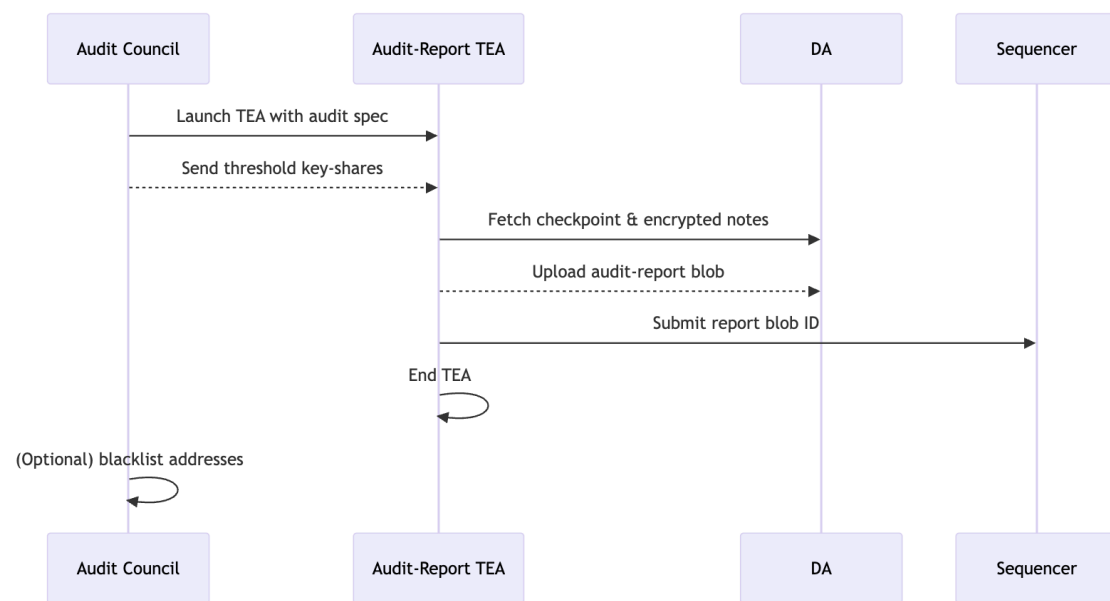 Audit Council
Audit-Report TEA
DA
Sequencer
Launch TEA with audit spec
Send threshold key-shares
Fetch checkpoint & encrypted notes
Upload audit-report blob
Submit report blob ID
End TEA
(Optional) blacklist addresses
Audit Council
Audit-Report TEA
DA
Sequencer